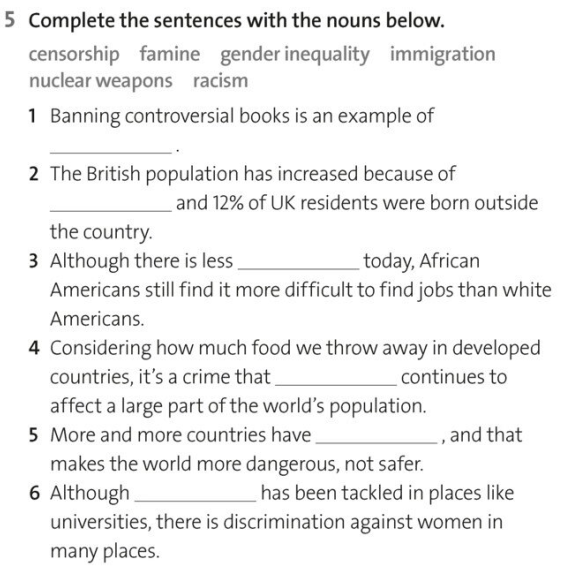 5 Complete the sentences with the nouns below.
censorship famine gender inequality immigration
nuclear weapons racism
1 Banning controversial books is an example of
____________ .
2 The British population has increased because of
____________ and 12% of UK residents were born outside
the country.
3 Although there is less ____________ today, African
Americans still find it more difficult to find jobs than white
Americans.
4 Considering how much food we throw away in developed
countries, it’s a crime that ____________ continues to
affect a large part of the world’s population.
5 More and more countries have ____________ , and that
makes the world more dangerous, not safer.
6 Although ____________ has been tackled in places like
universities, there is discrimination against women in
many places.